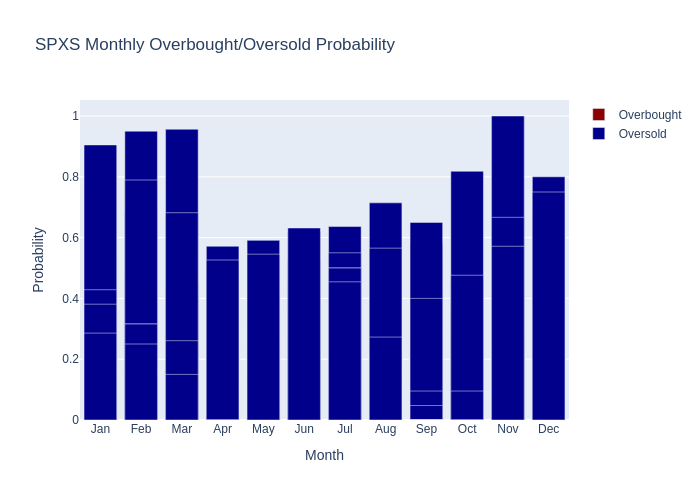 SPXS Monthly Overbought/Oversold Probability
Overbought
Oversold
Probability
1
0.8
0.6
0.4
0.2
0
Jan Feb Mar Apr May Jun Jul Aug Sep Oct Nov Dec
Month